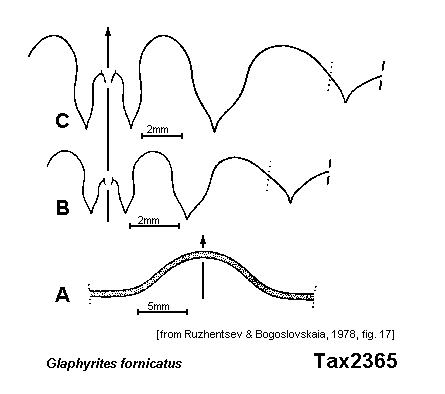 C
2mm
B
2mm
A
5mm
[from Ruzhentsev & Bogoslovskaia, 1978, fig. 17]
Glaphyrites fornicatus Tax2365